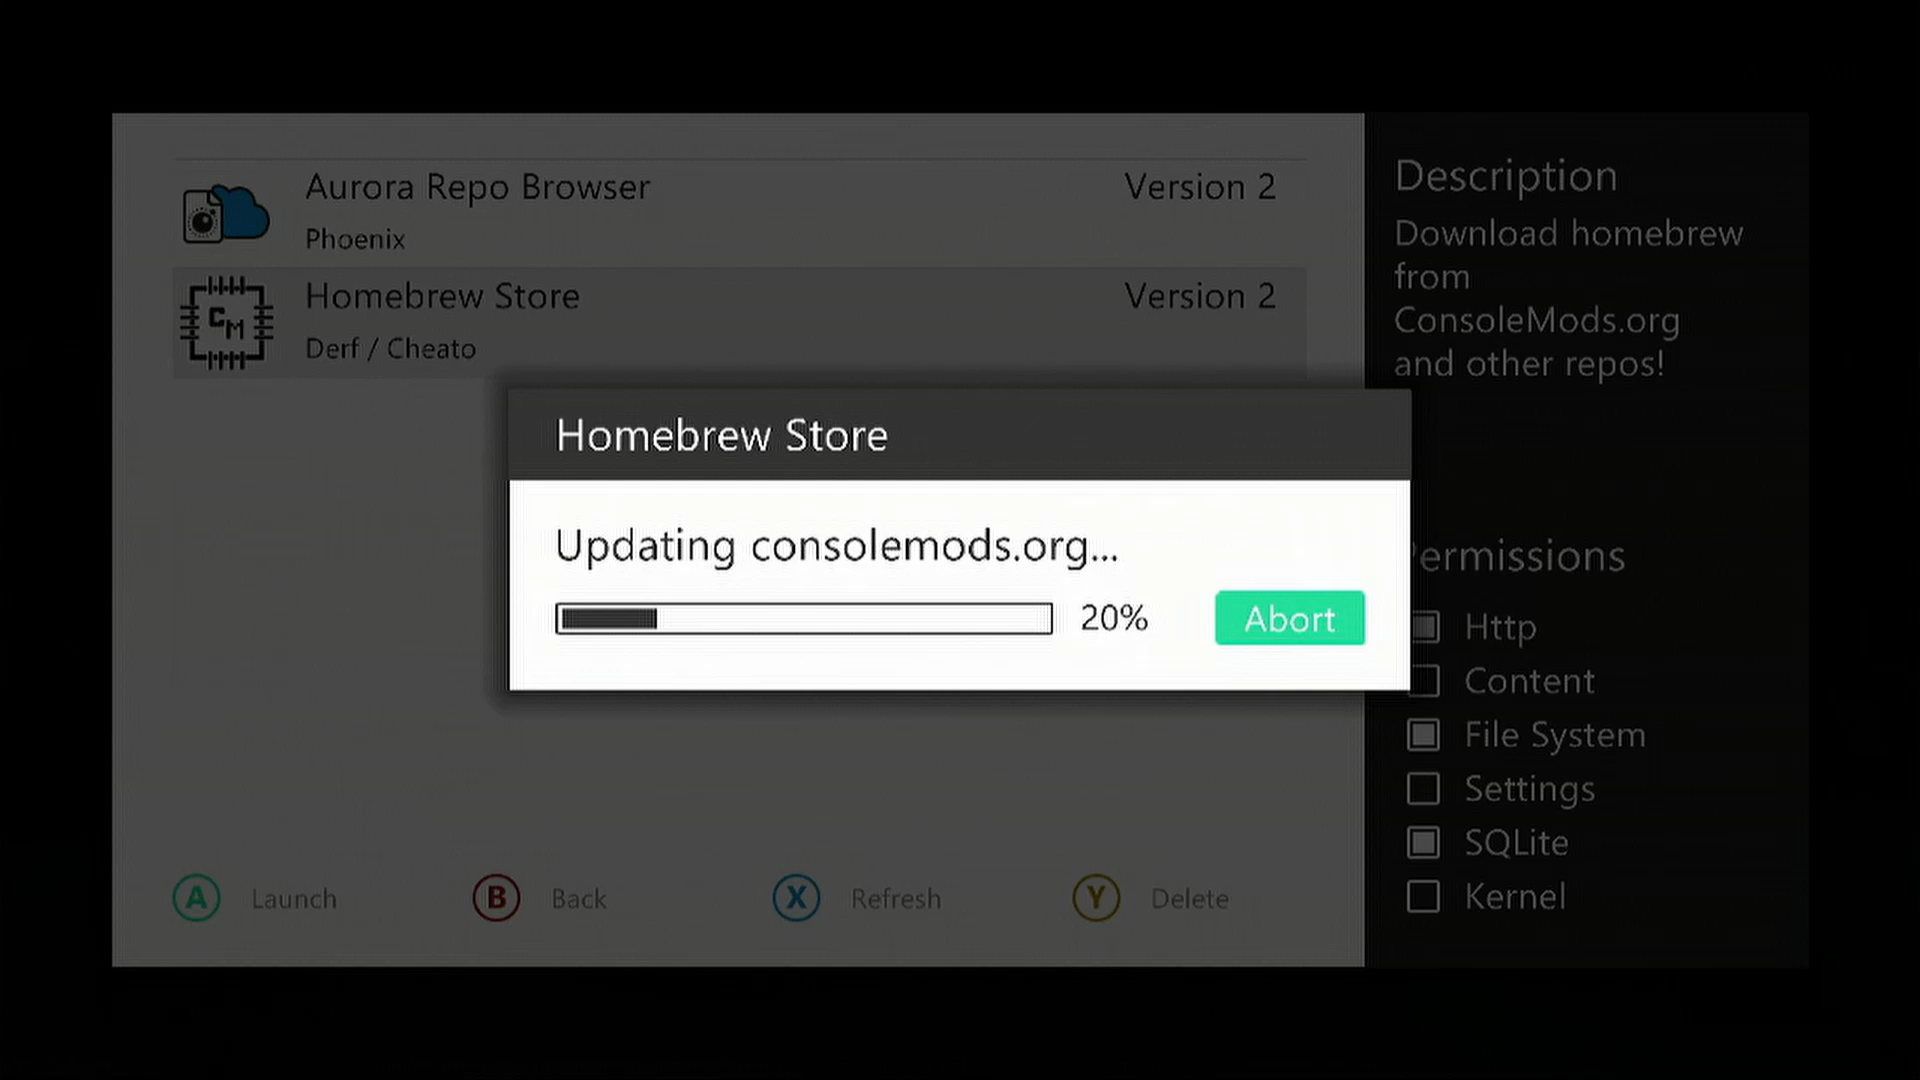 Aurora Repo Browser
Version 2
Phoenix
CM
Homebrew Store
Version 2
Derf / Cheato
Description
Download homebrew
from
ConsoleMods.org
and other repos!
Homebrew Store
Updating consolemods.org...
20%
Abort
Permissions
Http
Content
File System
Settings
SQLite
Kernel
A Launch
B Back
X Refresh
Y Delete